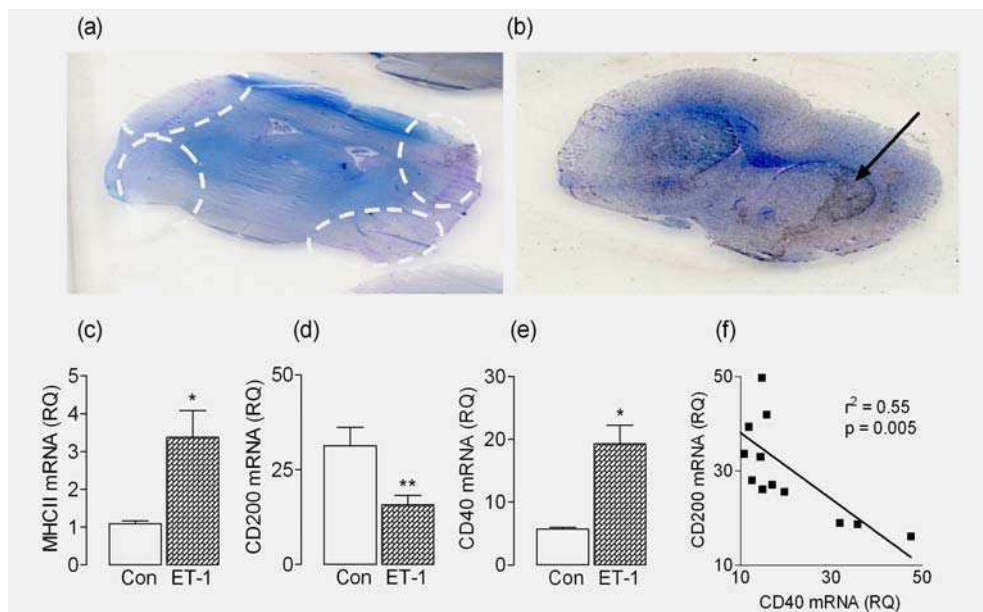 (a)
(b)
(c)
MHCII mRNA (RQ)
5
4
3
2
1
0
*
Con ET-1
(d)
CD200 mRNA (RQ)
50
25
0
**
Con ET-1
(e)
CD40 mRNA (RQ)
30
20
10
0
*
Con ET-1
(f)
CD200 mRNA (RQ)
50
30
10
r² = 0.55
p = 0.005
10 30 50
CD40 mRNA (RQ)